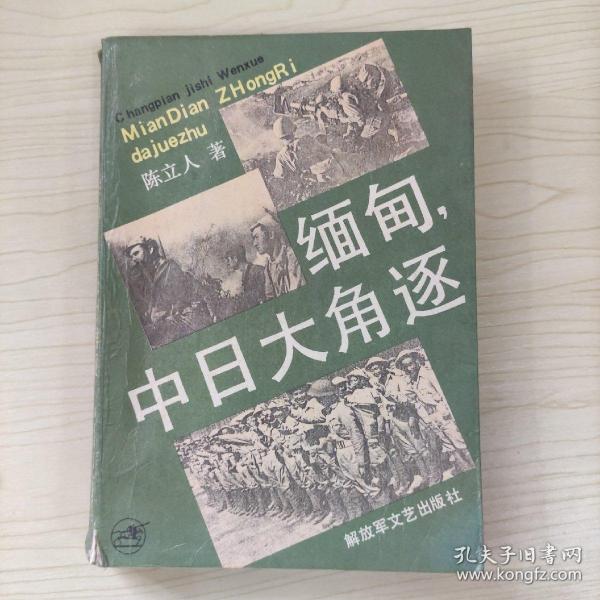 Changpian jishi Wenxue
MianDian ZHongRi
dajuezhu
陈立人 著
缅甸,
中日大角逐
解放军文艺出版社
孔夫子旧书网
www.kongfz.com